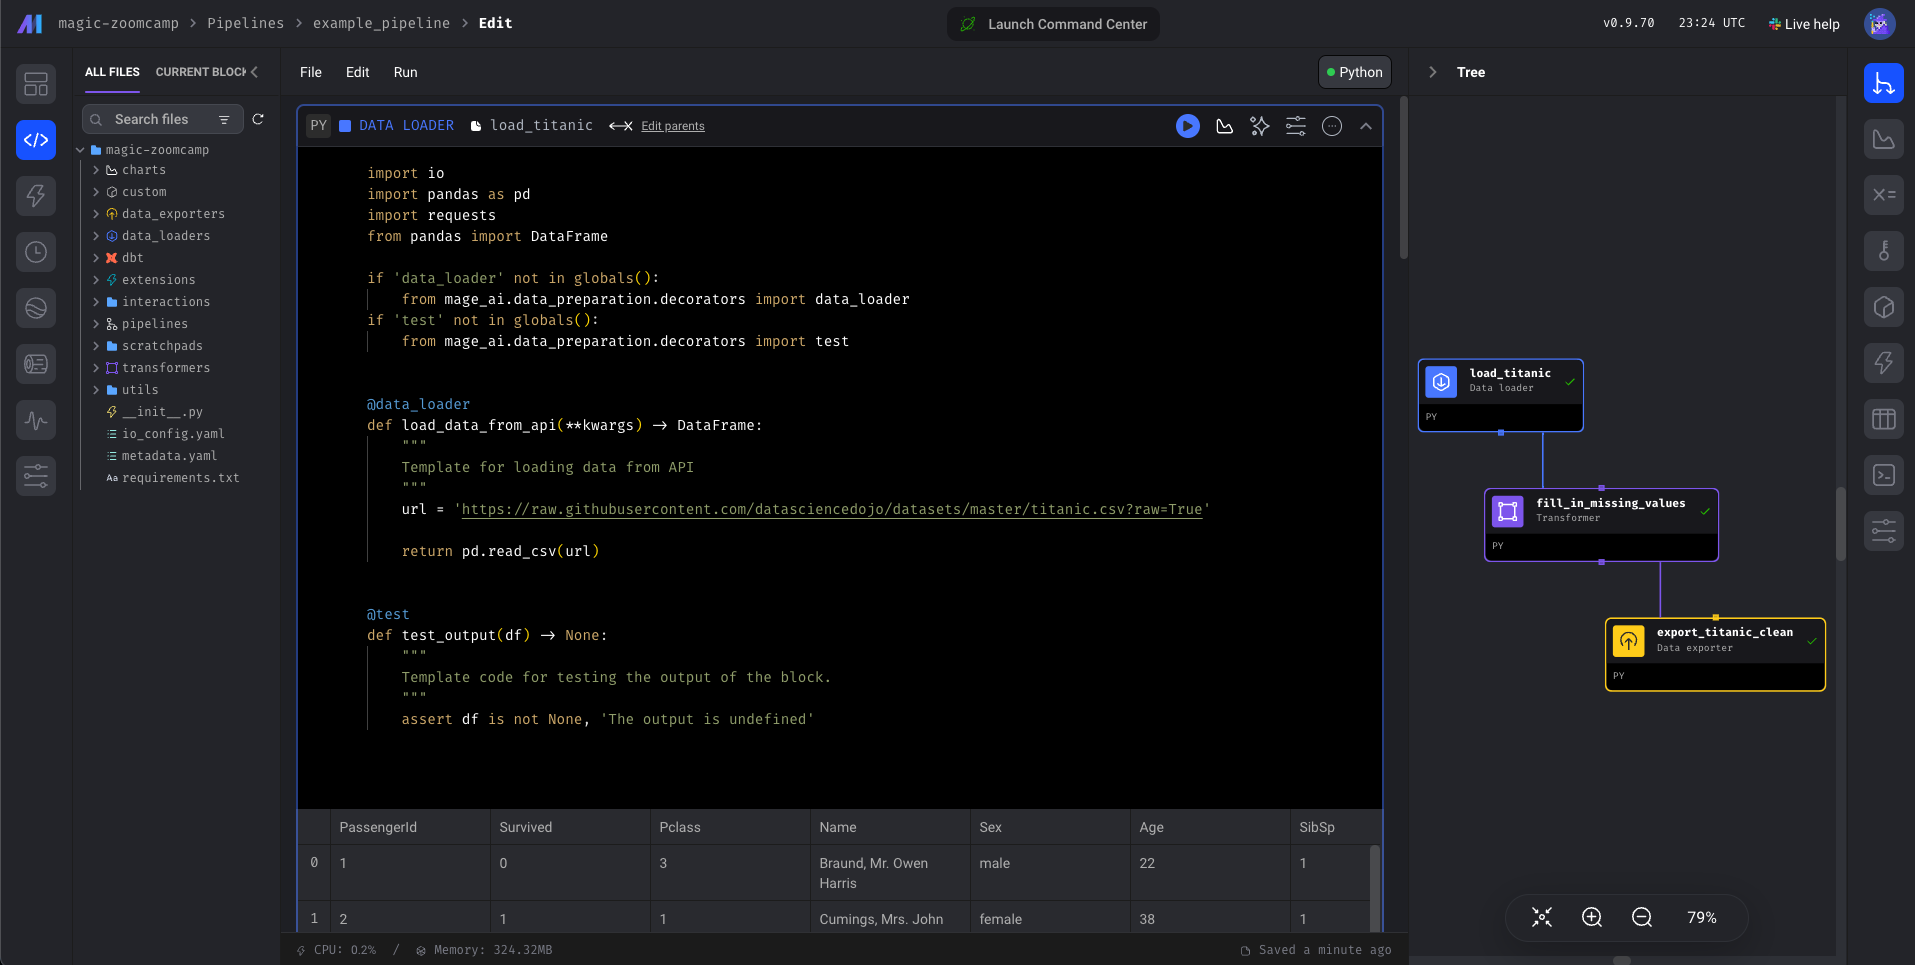 magic-zoomcamp > Pipelines > example_pipeline > Edit
Launch Command Center
v0.9.70 23:24 UTC Live help
ALL FILES CURRENT BLOCK
Search files
magic-zoomcamp
charts
custom
data_exporters
data_loaders
dbt
extensions
interactions
pipelines
scratchpads
transformers
utils
__init__.py
io_config.yaml
metadata.yaml
Aa requirements.txt
File Edit Run
Python
PY DATA LOADER load_titanic Edit parents
import io
import pandas as pd
import requests
from pandas import DataFrame
if 'data_loader' not in globals():
from mage_ai.data_preparation.decorators import data_loader
if 'test' not in globals():
from mage_ai.data_preparation.decorators import test
@data_loader
def load_data_from_api(**kwargs) -> DataFrame:
"""
Template for loading data from API
"""
url = 'https://raw.githubusercontent.com/datasciencedojo/datasets/master/titanic.csv?raw=True'
return pd.read_csv(url)
@test
def test_output(df) -> None:
"""
Template code for testing the output of the block.
"""
assert df is not None, 'The output is undefined'
PassengerId Survived Pclass Name Sex Age SibSp
0 1 0 3 Braund, Mr. Owen Harris male 22 1
1 2 1 1 Cumings, Mrs. John female 38 1
CPU: 0.2% / Memory: 324.32MB
Saved a minute ago
Tree
load_titanic
Data loader
PY
fill_in_missing_values
Transformer
PY
export_titanic_clean
Data exporter
PY
79%